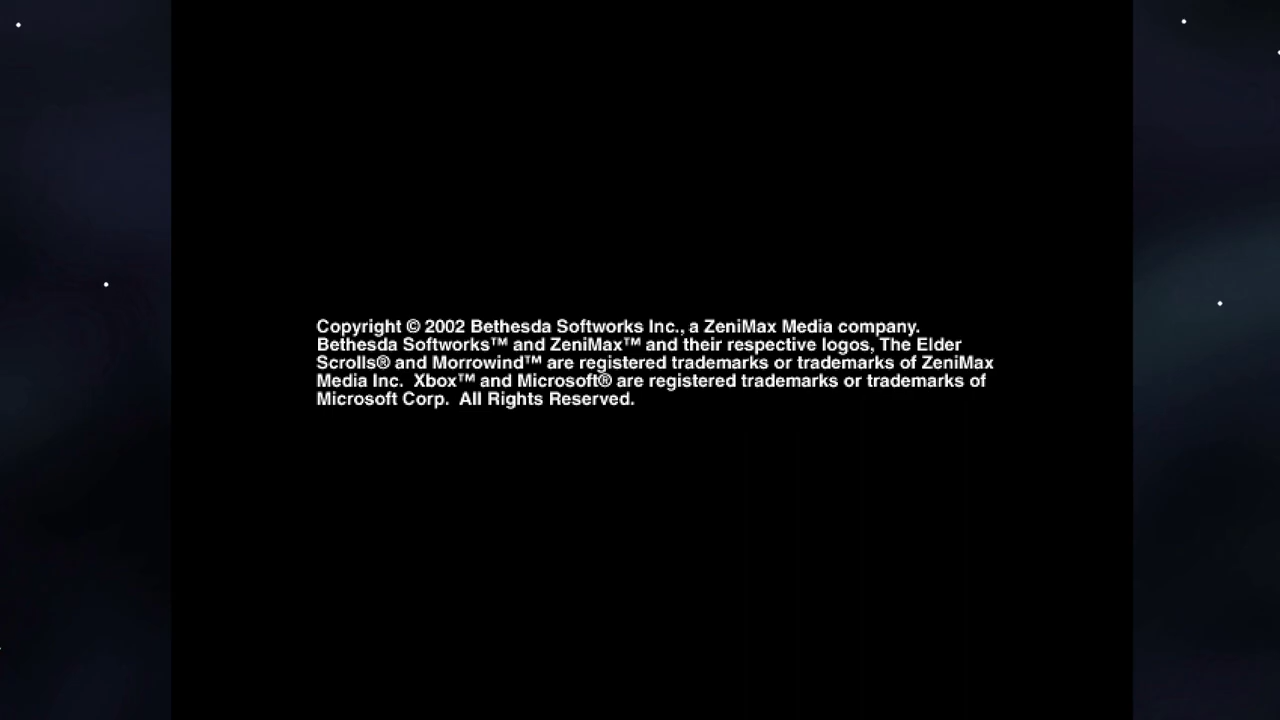 Copyright © 2002 Bethesda Softworks Inc., a ZeniMax Media company.
Bethesda Softworks™ and ZeniMax™ and their respective logos, The Elder
Scrolls® and Morrowind™ are registered trademarks or trademarks of ZeniMax
Media Inc.  Xbox™ and Microsoft® are registered trademarks or trademarks of
Microsoft Corp.  All Rights Reserved.